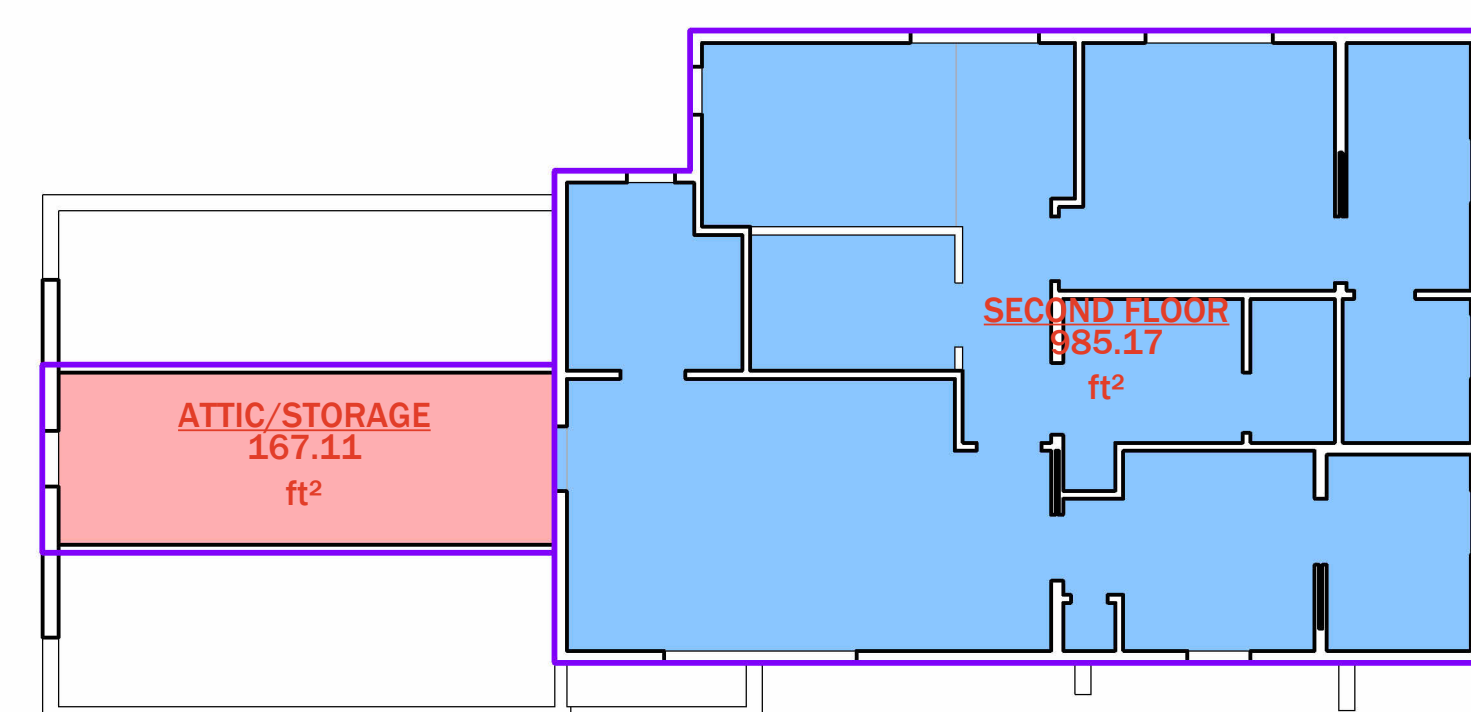 SECOND FLOOR
985.17
ft²
ATTIC/STORAGE
167.11
ft²